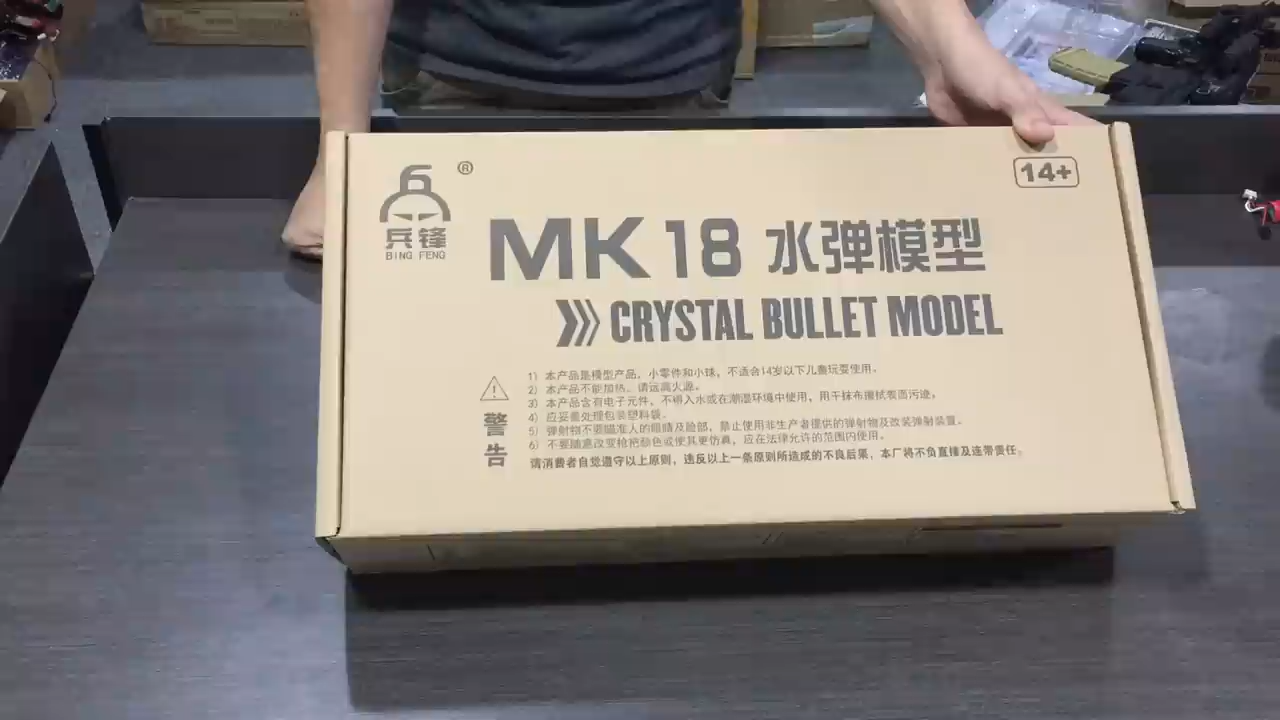 ®
兵锋
BING FENG
14+
MK18 水弹模型
CRYSTAL BULLET MODEL
警告
1）本产品是模型产品，小零件和小球，不适合14岁以下儿童玩耍使用。
2）本产品不能加热，请远离火源。
3）本产品含有电子元件，不得入水或在潮湿环境中使用，用干抹布擦拭表面污迹。
4）应妥善处理包装塑料袋。
5）弹射物不要瞄准人的眼睛及脸部，禁止使用非生产者提供的弹射物及改装弹射装置。
6）不要随意改变枪把颜色或使其更仿真，应在法律允许的范围内使用。
请消费者自觉遵守以上原则，违反以上一条原则所造成的不良后果，本厂将不负直接及连带责任。